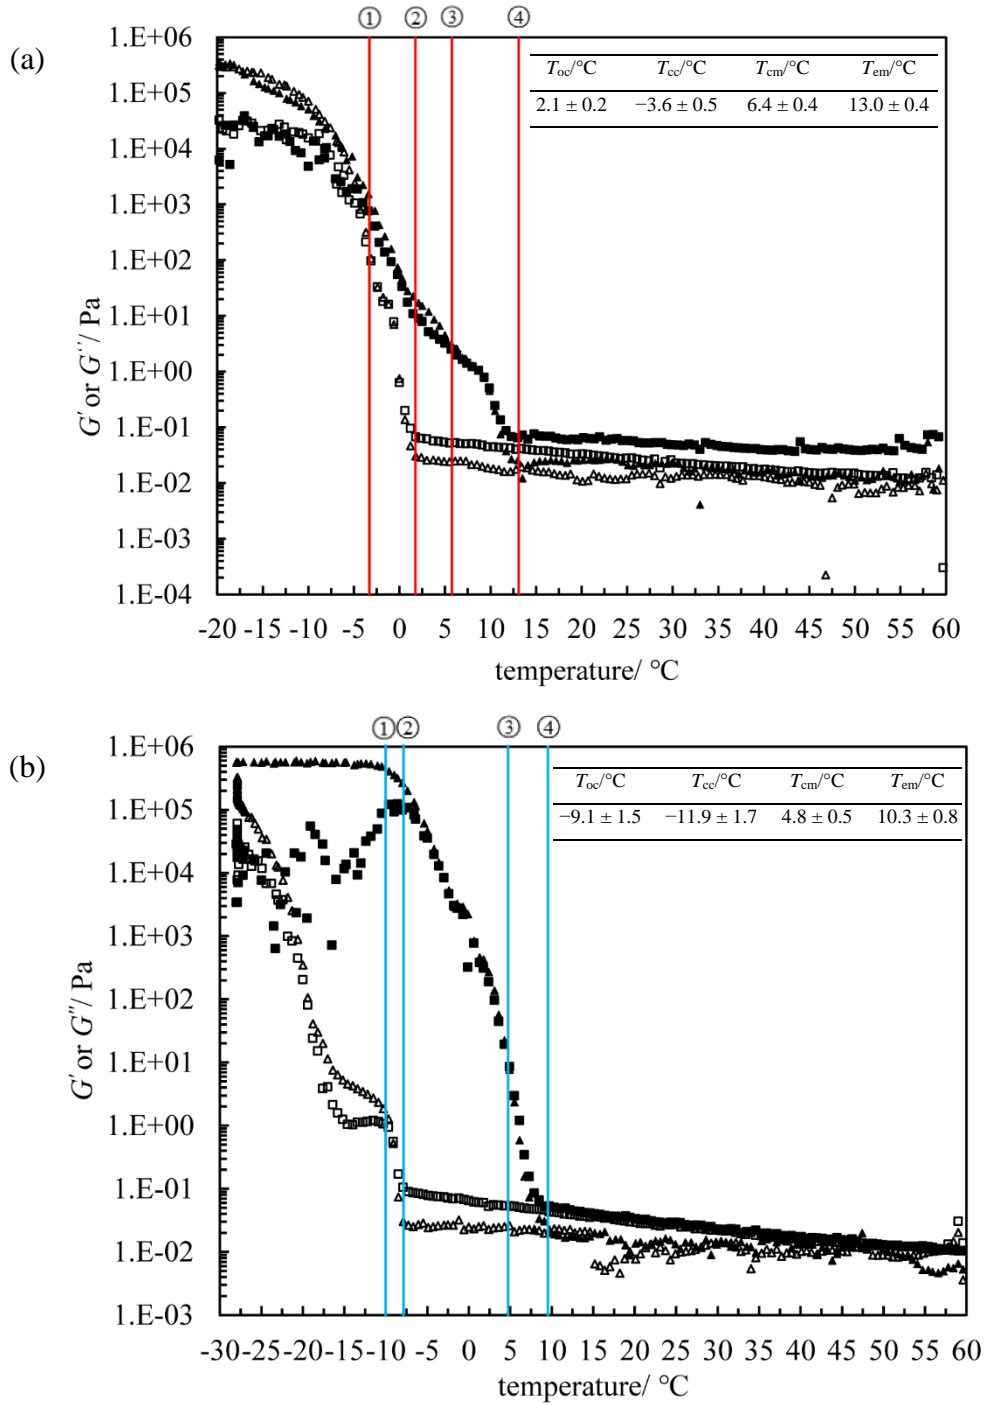 (a)
① ② ③ ④
1.E+06
1.E+05
1.E+04
1.E+03
1.E+02
1.E+01
1.E+00
1.E-01
1.E-02
1.E-03
1.E-04
G' or G''/ Pa
Toc/°C Tcc/°C Tcm/°C Tem/°C
2.1 ± 0.2 −3.6 ± 0.5 6.4 ± 0.4 13.0 ± 0.4
-20 -15 -10 -5 0 5 10 15 20 25 30 35 40 45 50 55 60
temperature/ °C
(b)
① ② ③ ④
1.E+06
1.E+05
1.E+04
1.E+03
1.E+02
1.E+01
1.E+00
1.E-01
1.E-02
1.E-03
G' or G''/ Pa
Toc/°C Tcc/°C Tcm/°C Tem/°C
−9.1 ± 1.5 −11.9 ± 1.7 4.8 ± 0.5 10.3 ± 0.8
-30 -25 -20 -15 -10 -5 0 5 10 15 20 25 30 35 40 45 50 55 60
temperature/ °C